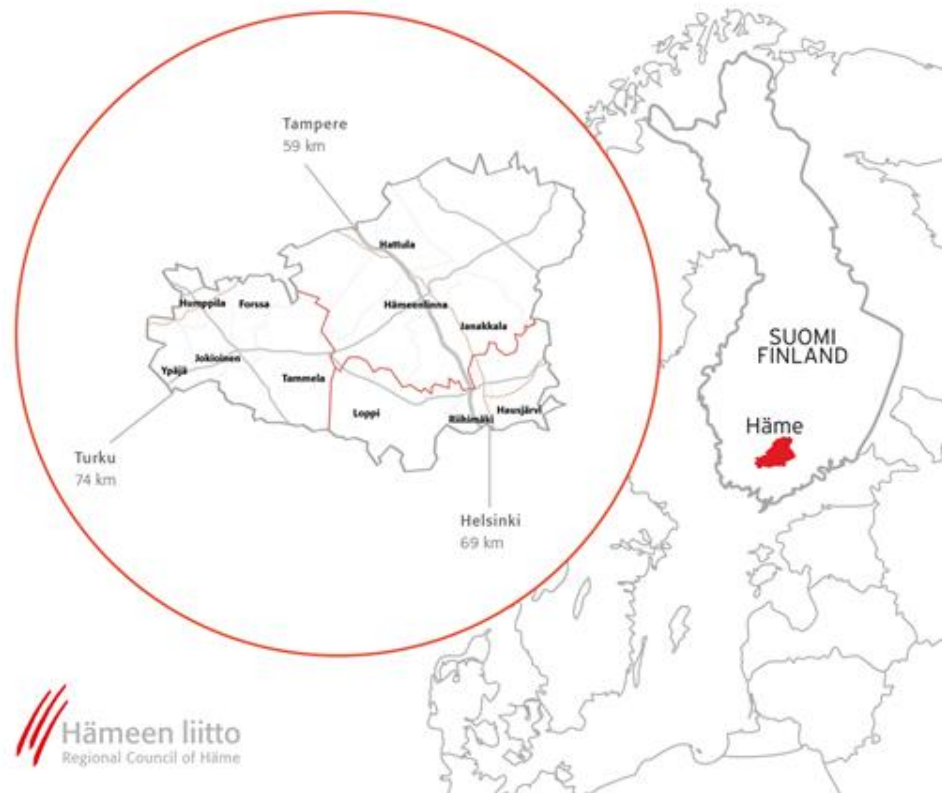 Tampere
59 km
Hattula
Humppila
Forssa
Hämeenlinna
Janakkala
Ypäjä
Jokioinen
Tammela
Loppi
Riihimäki
Hausjärvi
Turku
74 km
Helsinki
69 km
SUOMI
FINLAND
Häme
Hämeen liitto
Regional Council of Häme